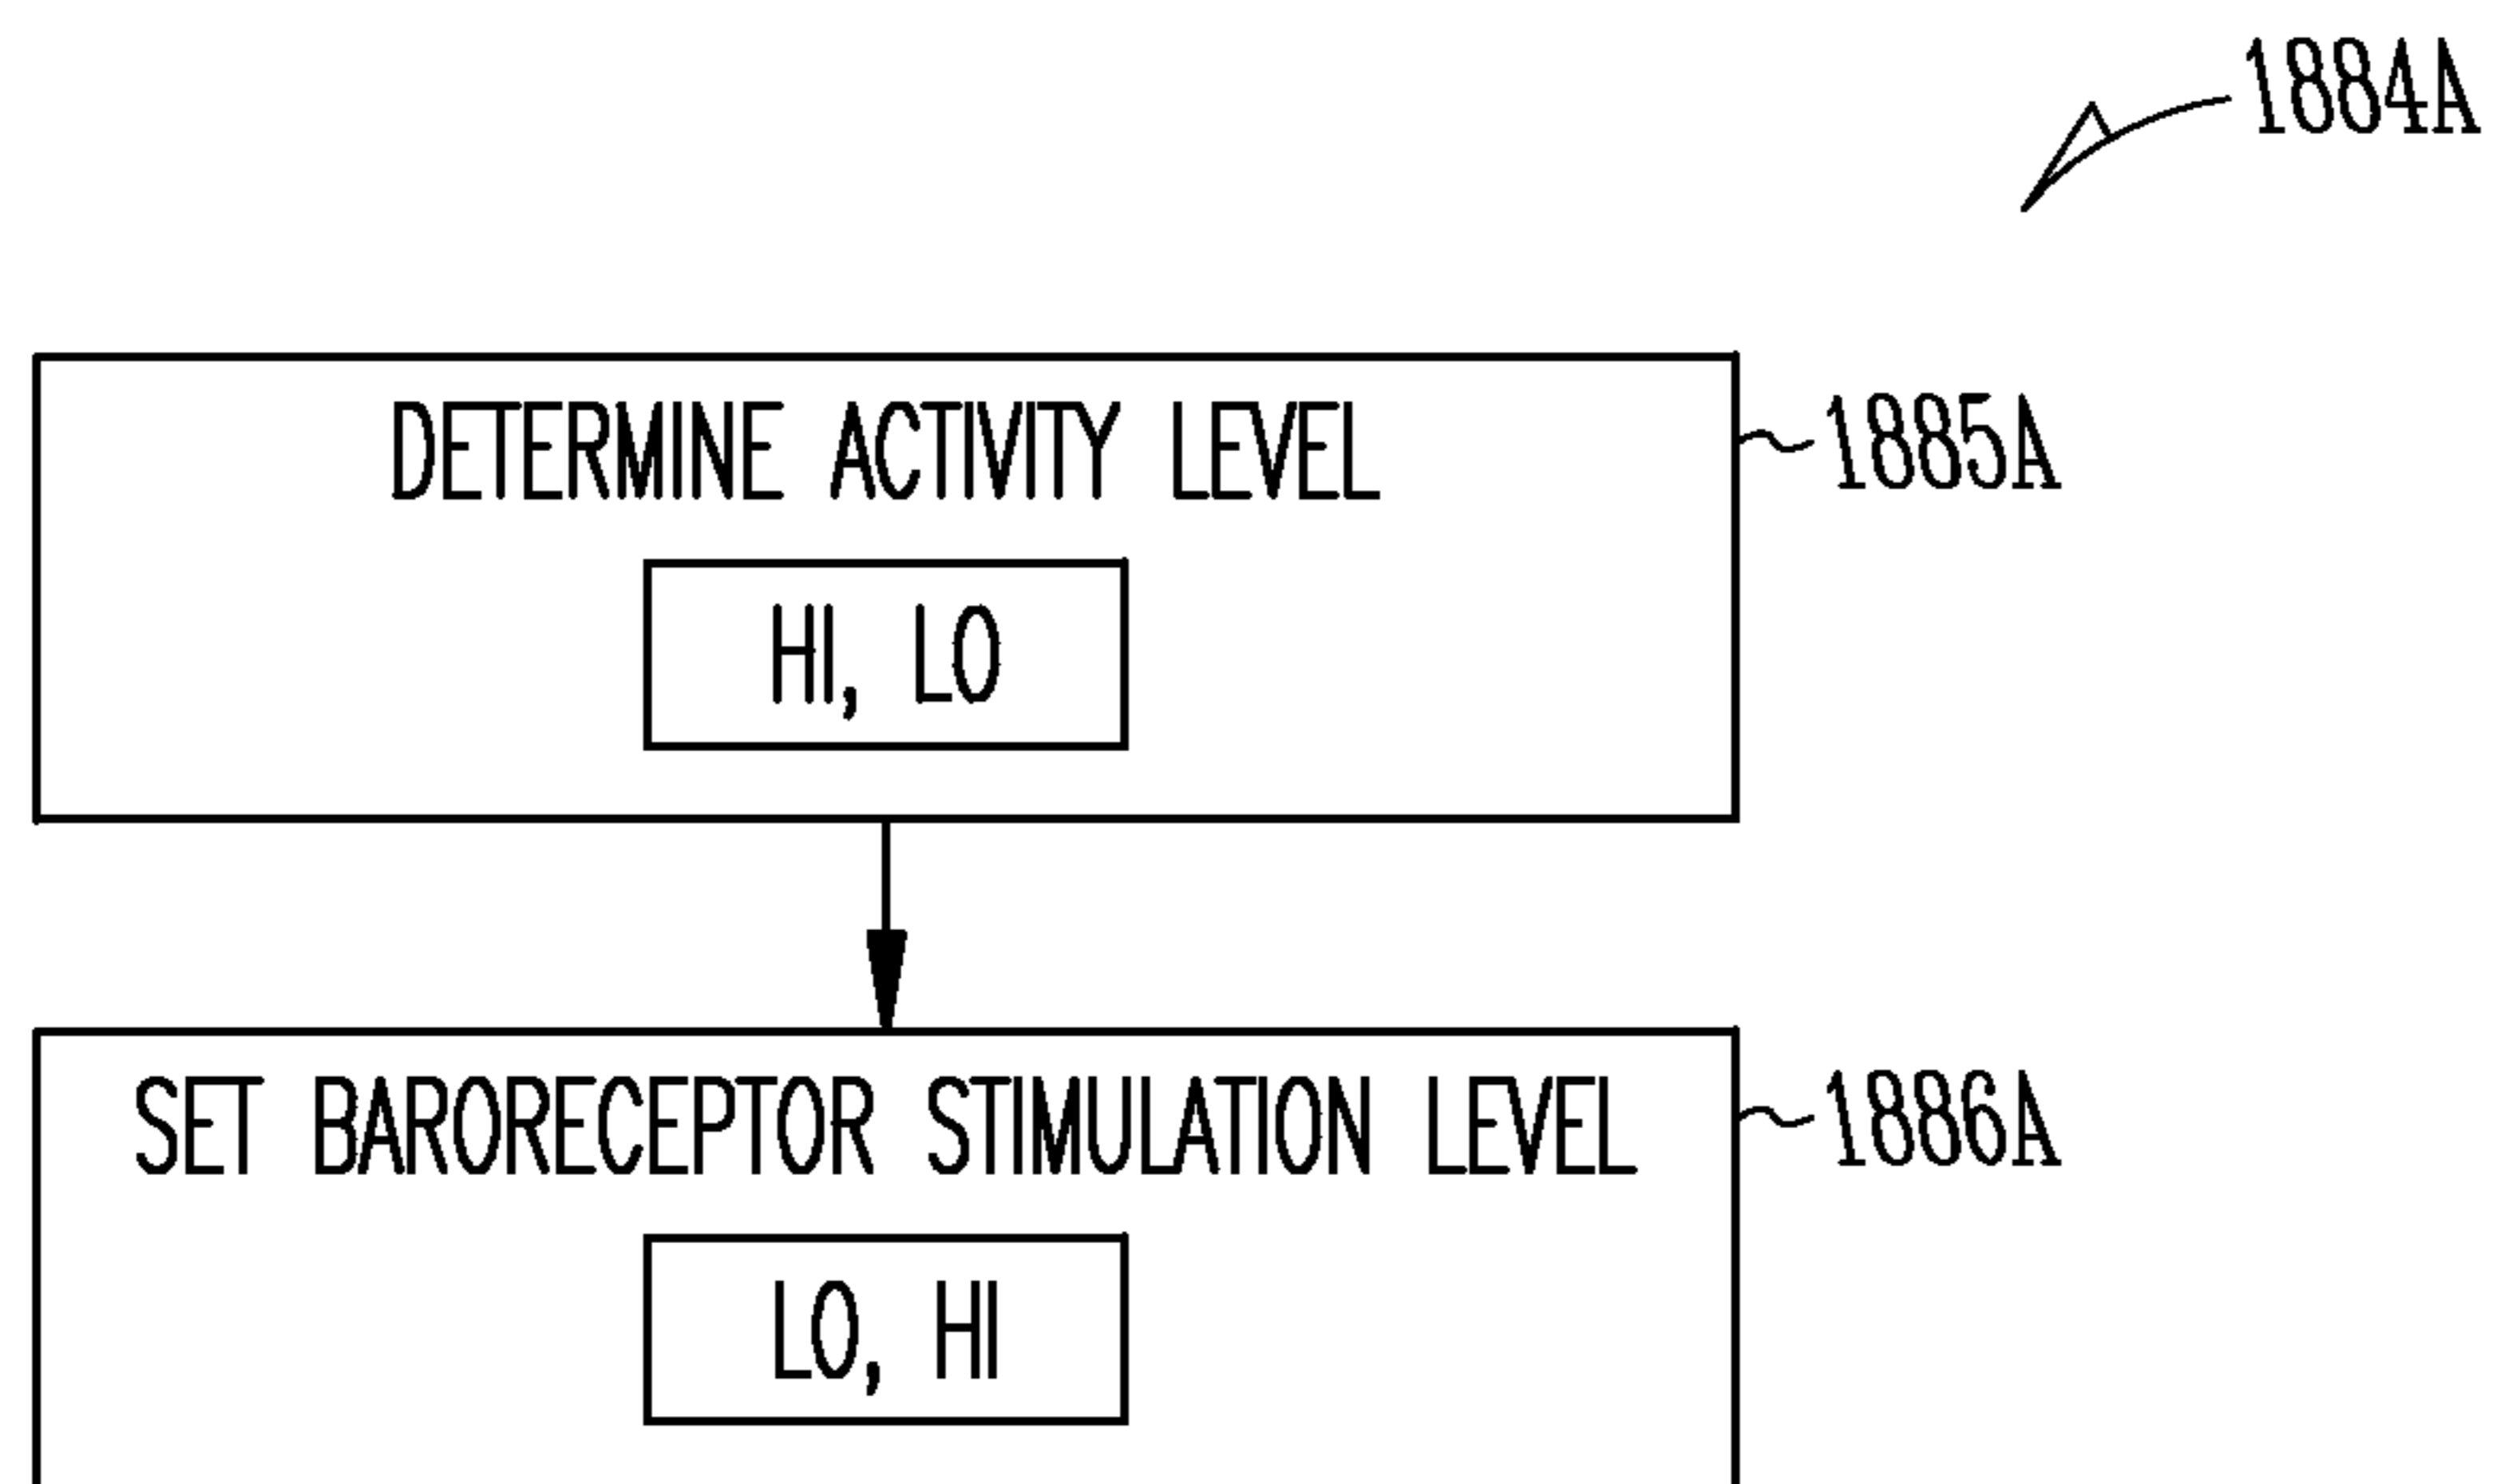 1884A
DETERMINE ACTIVITY LEVEL
1885A
HI, LO
SET BARORECEPTOR STIMULATION LEVEL
1886A
LO, HI